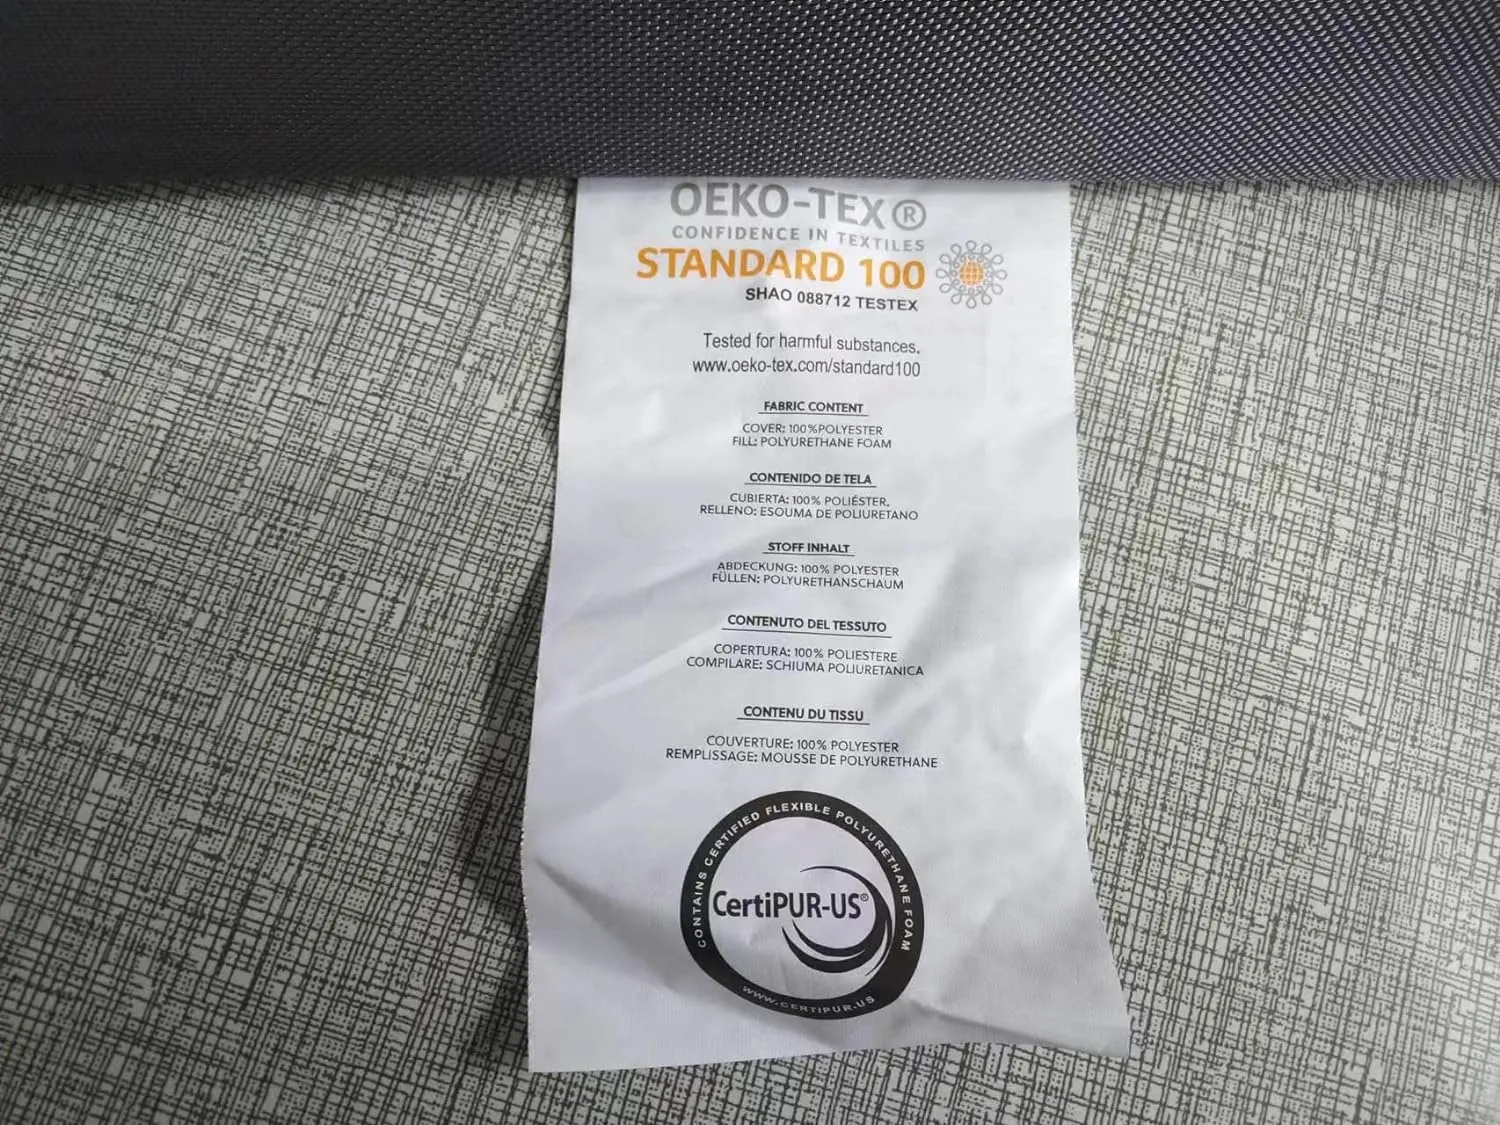 OEKO-TEX®
CONFIDENCE IN TEXTILES
STANDARD 100
SHAO 088712 TESTEX
Tested for harmful substances.
www.oeko-tex.com/standard100
FABRIC CONTENT
COVER: 100%POLYESTER
FILL: POLYURETHANE FOAM
CONTENIDO DE TELA
CUBIERTA: 100% POLIÉSTER.
RELLENO: ESOUMA DE POLIURETANO
STOFF INHALT
ABDECKUNG: 100% POLYESTER
FÜLLEN: POLYURETHANSCHAUM
CONTENUTO DEL TESSUTO
COPERTURA: 100% POLIESTERE
COMPILARE: SCHIUMA POLIURETANICA
CONTENU DU TISSU
COUVERTURE: 100% POLYESTER
REMPLISSAGE: MOUSSE DE POLYURETHANE
CONTAINS CERTIFIED FLEXIBLE POLYURETHANE FOAM
CertiPUR-US®
WWW.CERTIPUR.US